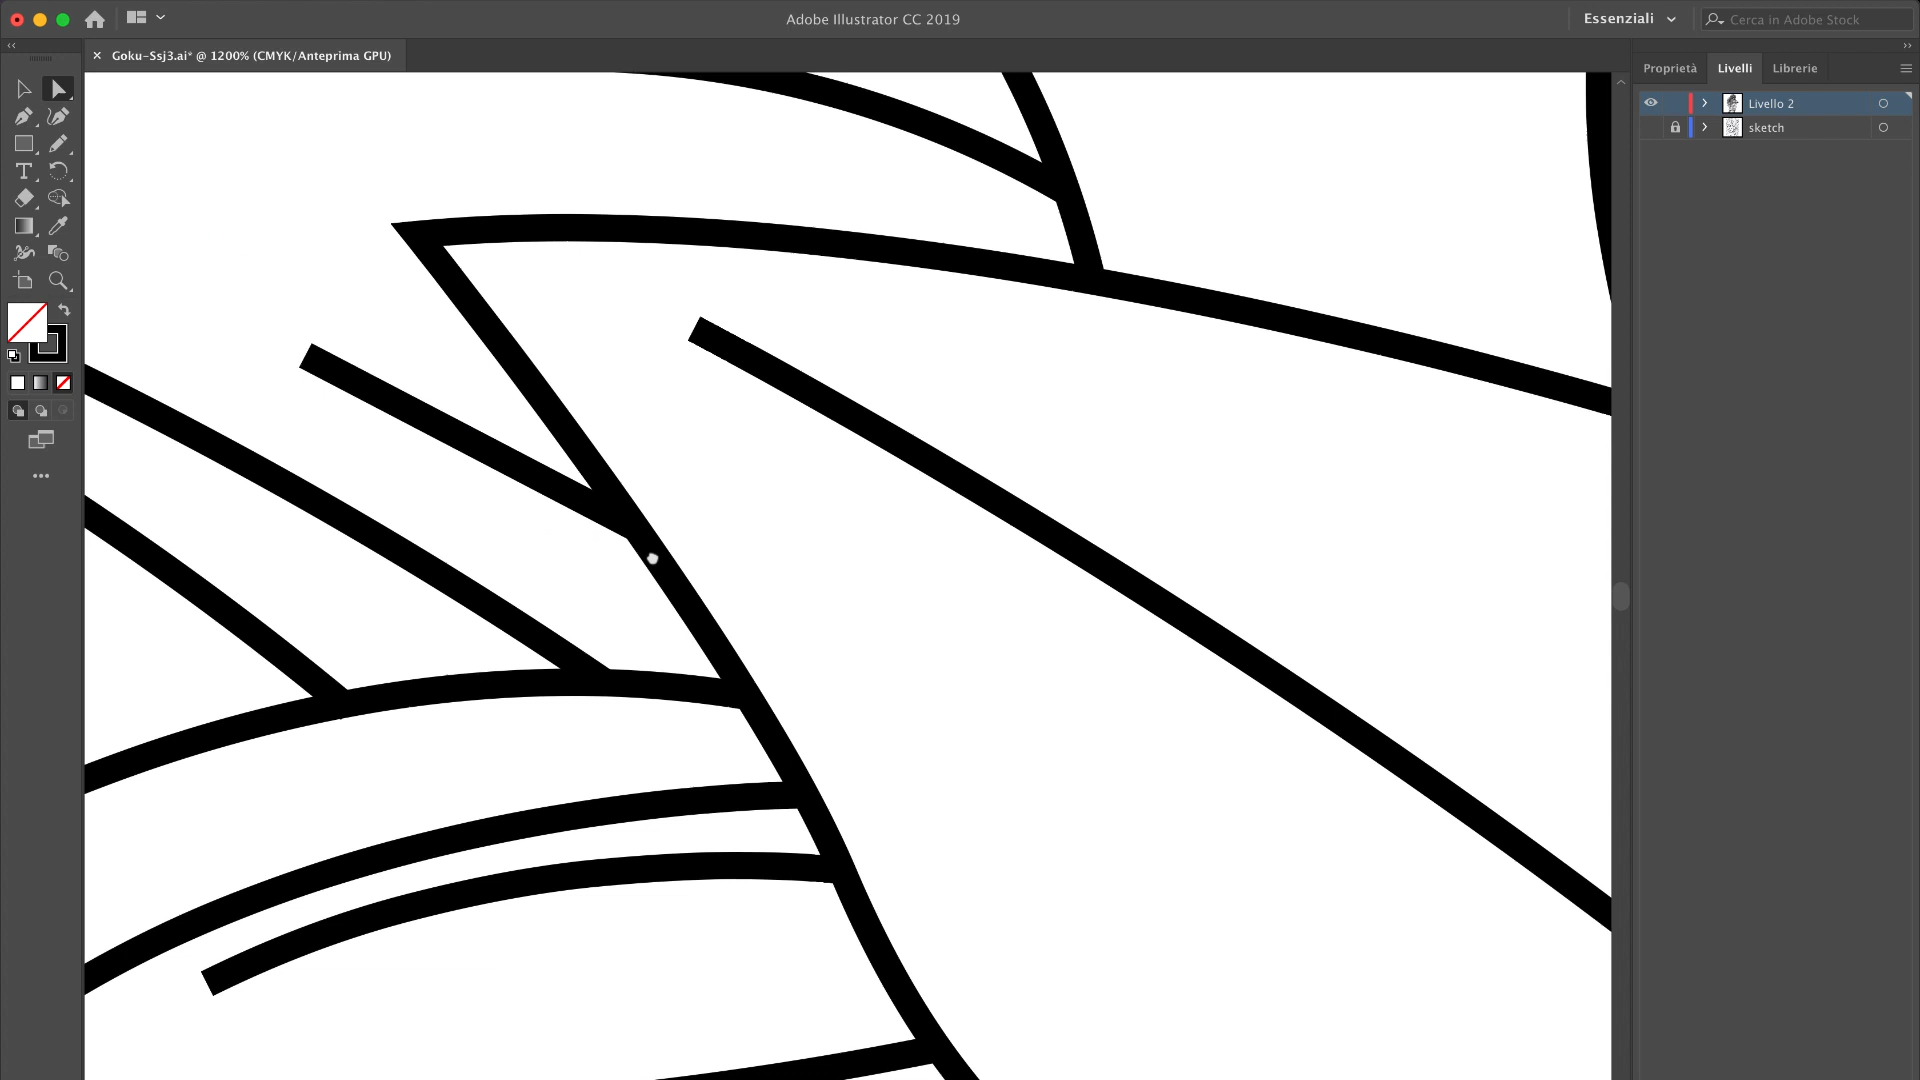 Adobe Illustrator CC 2019
Essenziali
Cerca in Adobe Stock
Goku-Ssj3.ai* @ 1200% (CMYK/Anteprima GPU)
Proprietà
Livelli
Librerie
Livello 2
sketch